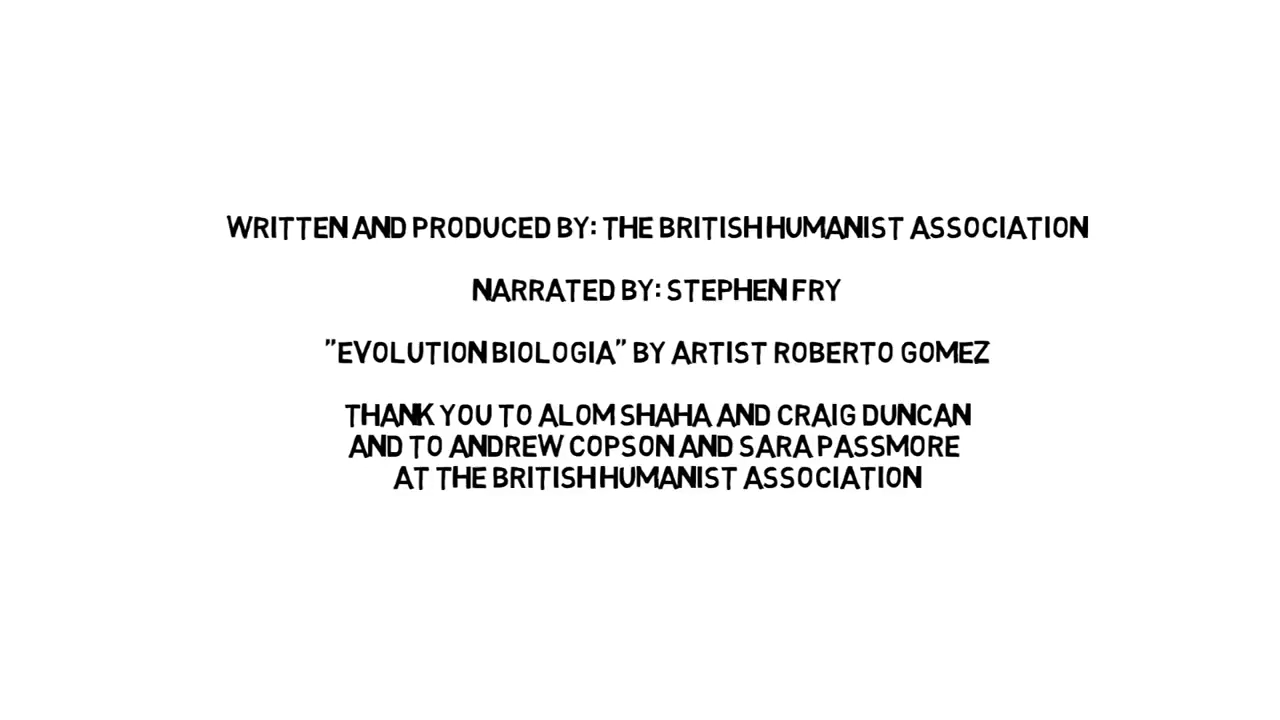 WRITTEN AND PRODUCED BY: THE BRITISH HUMANIST ASSOCIATION
NARRATED BY: STEPHEN FRY
"EVOLUTION BIOLOGIA" BY ARTIST ROBERTO GOMEZ
THANK YOU TO ALOM SHAHA AND CRAIG DUNCAN
AND TO ANDREW COPSON AND SARA PASSMORE
AT THE BRITISH HUMANIST ASSOCIATION